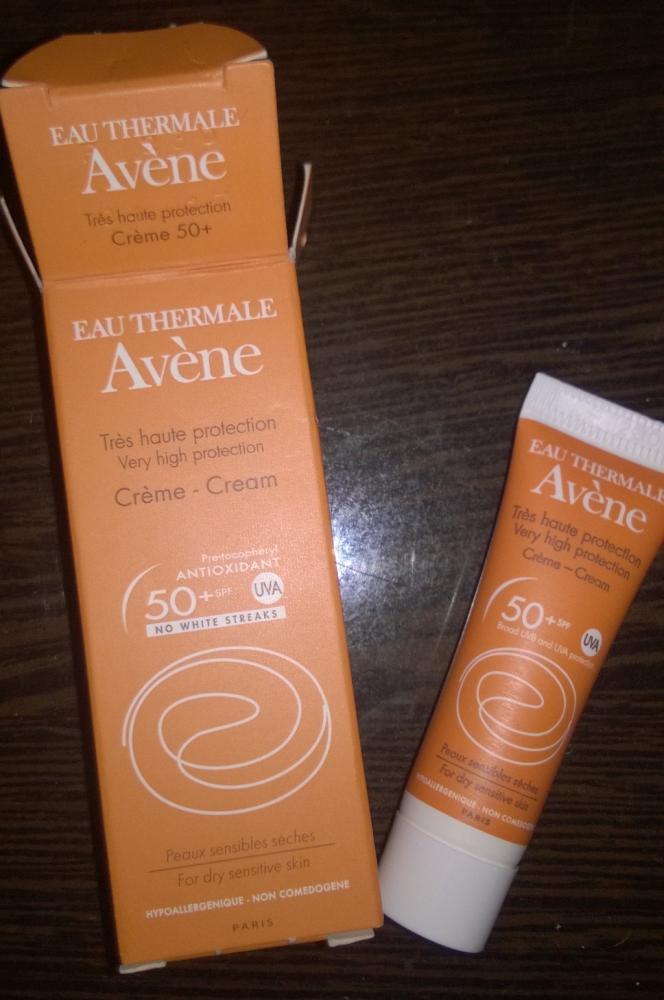 EAU THERMALE
Avène
Très haute protection
Crème 50+
EAU THERMALE
Avène
Très haute protection
Very high protection
Crème - Cream
Pre-tocopheryl
ANTIOXIDANT
50+ SPF UVA
NO WHITE STREAKS
Peaux sensibles sèches
For dry sensitive skin
HYPOALLERGENIQUE - NON COMEDOGENE
PARIS
EAU THERMALE
Avène
Très haute protection
Very high protection
Crème – Cream
50+ SPF UVA
Broad UVB and UVA protection
Peaux sensibles sèches
For dry sensitive skin
HYPOALLERGENIQUE - NON
PARIS